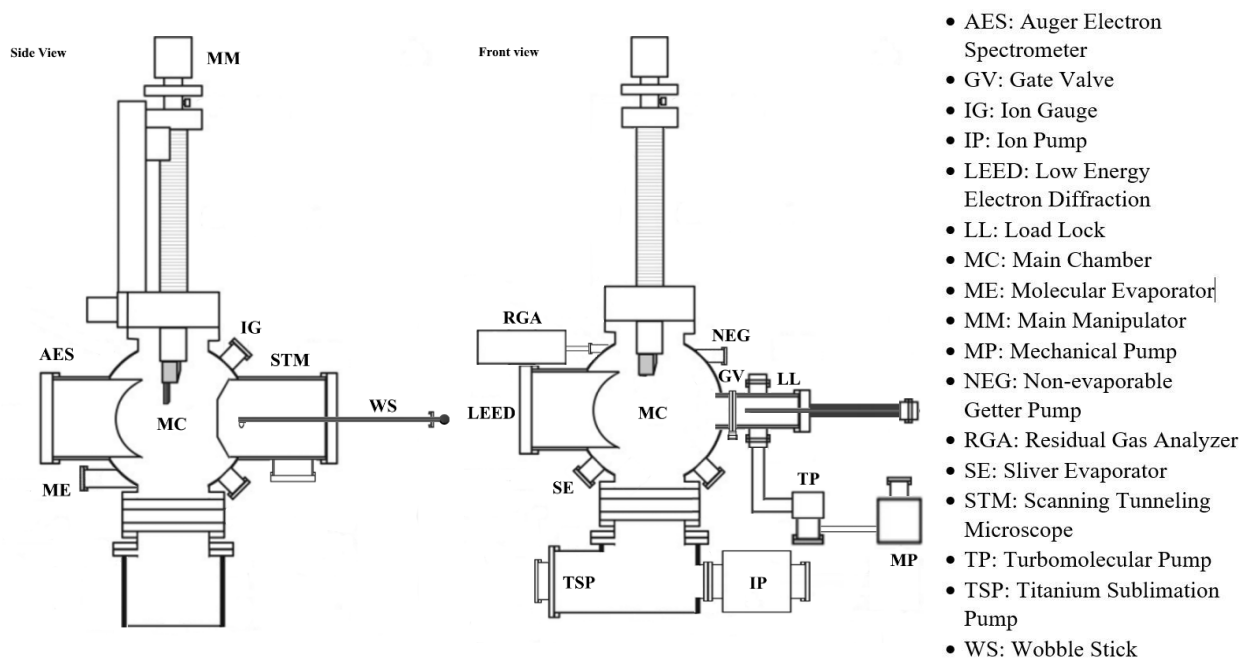 Side View
MM
IG
AES
STM
WS
MC
ME
Front view
RGA
NEG
GV
LL
LEED
MC
SE
TP
TSP
IP
MP
• AES: Auger Electron
Spectrometer
• GV: Gate Valve
• IG: Ion Gauge
• IP: Ion Pump
• LEED: Low Energy
Electron Diffraction
• LL: Load Lock
• MC: Main Chamber
• ME: Molecular Evaporator
• MM: Main Manipulator
• MP: Mechanical Pump
• NEG: Non-evaporable
Getter Pump
• RGA: Residual Gas Analyzer
• SE: Sliver Evaporator
• STM: Scanning Tunneling
Microscope
• TP: Turbomolecular Pump
• TSP: Titanium Sublimation
Pump
• WS: Wobble Stick